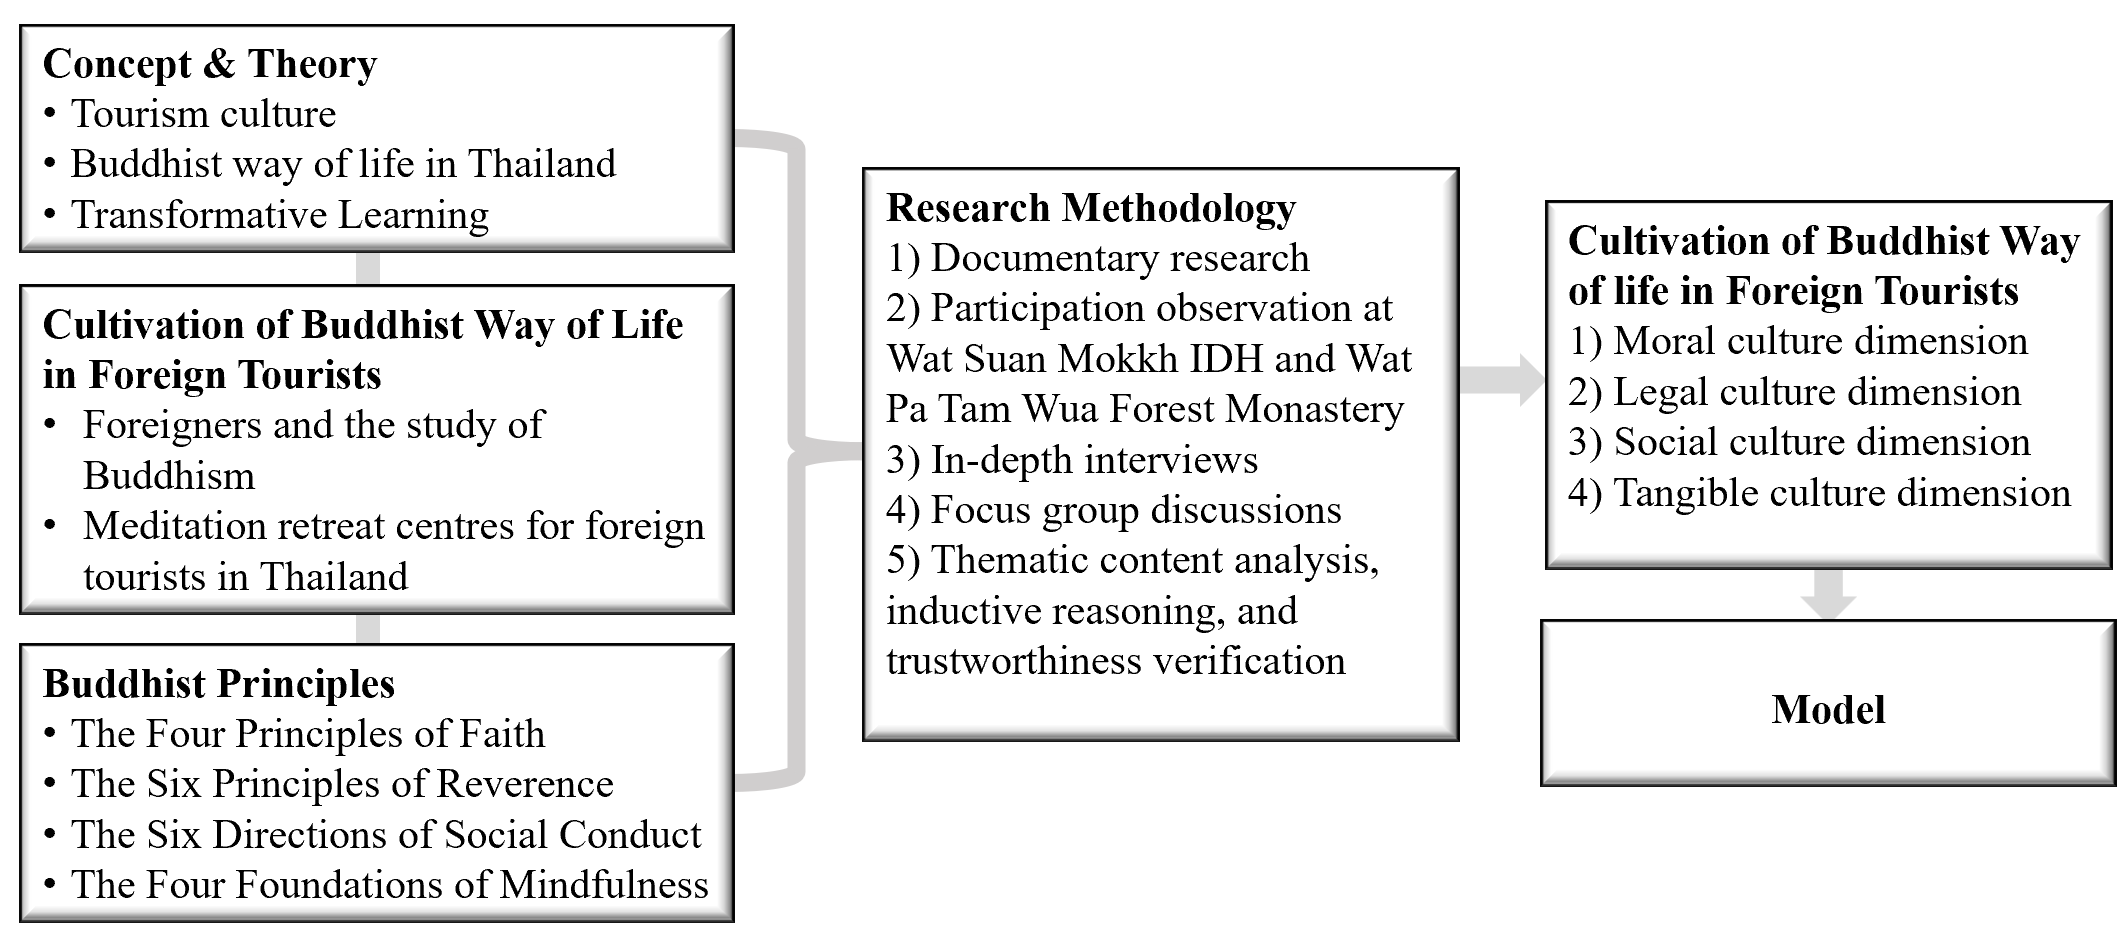 Concept & Theory
• Tourism culture
• Buddhist way of life in Thailand
• Transformative Learning
Cultivation of Buddhist Way of Life
in Foreign Tourists
• Foreigners and the study of
Buddhism
• Meditation retreat centres for foreign
tourists in Thailand
Buddhist Principles
• The Four Principles of Faith
• The Six Principles of Reverence
• The Six Directions of Social Conduct
• The Four Foundations of Mindfulness
Research Methodology
1) Documentary research
2) Participation observation at
Wat Suan Mokkh IDH and Wat
Pa Tam Wua Forest Monastery
3) In-depth interviews
4) Focus group discussions
5) Thematic content analysis,
inductive reasoning, and
trustworthiness verification
Cultivation of Buddhist Way
of life in Foreign Tourists
1) Moral culture dimension
2) Legal culture dimension
3) Social culture dimension
4) Tangible culture dimension
Model